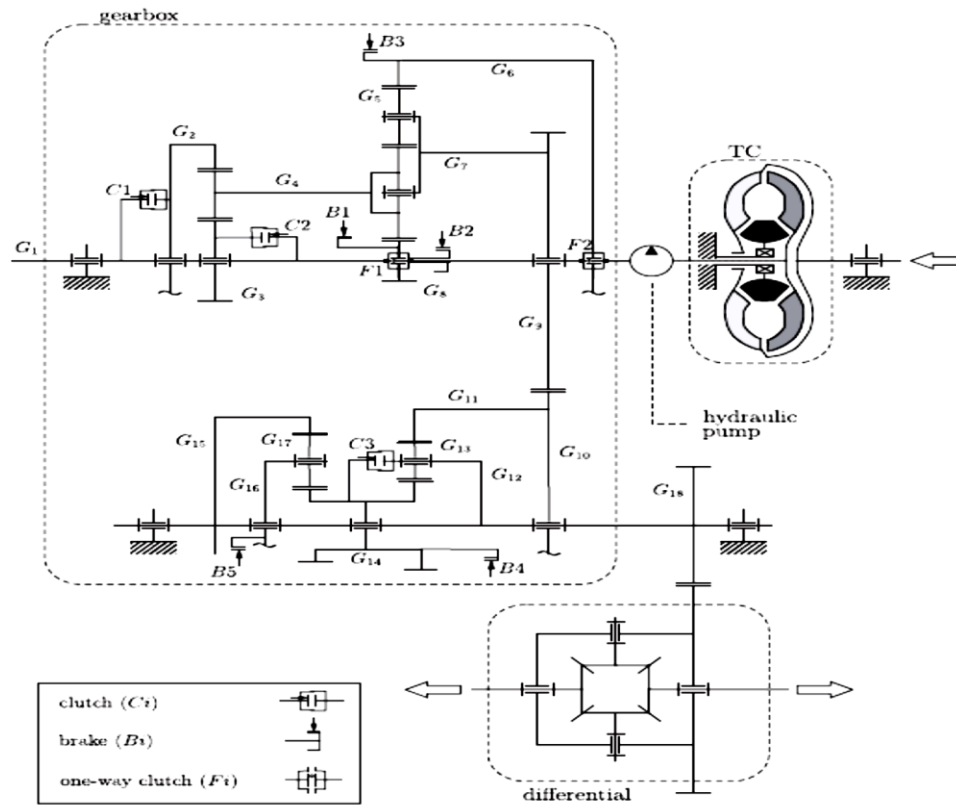 gearbox
B3
G6
G5
G2
TC
G7
C1
G4
C2
B1
B2
F2
G1
F1
G3
G8
G9
G11
hydraulic
pump
G15
G17
C3
G13
G10
G12
G16
G18
G14
B5
B4
clutch (Ci)
brake (Bi)
one-way clutch (Fi)
differential